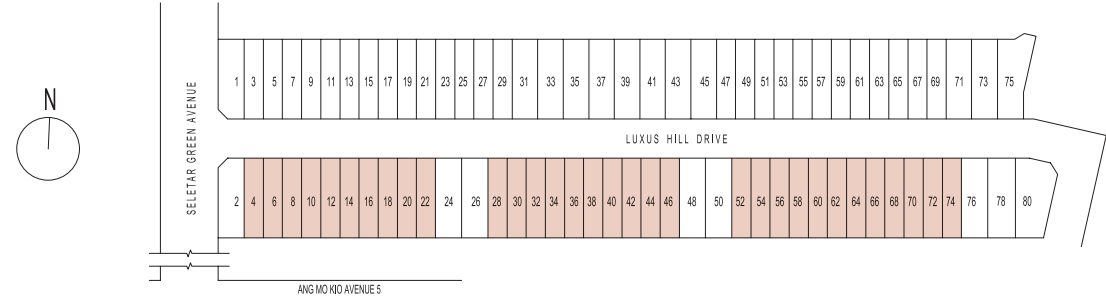 N
SELETAR GREEN AVENUE
1 3 5 7 9 11 13 15 17 19 21 23 25 27 29 31 33 35 37 39 41 43 45 47 49 51 53 55 57 59 61 63 65 67 69 71 73 75
LUXUS HILL DRIVE
2 4 6 8 10 12 14 16 18 20 22 24 26 28 30 32 34 36 38 40 42 44 46 48 50 52 54 56 58 60 62 64 66 68 70 72 74 76 78 80
ANG MO KIO AVENUE 5